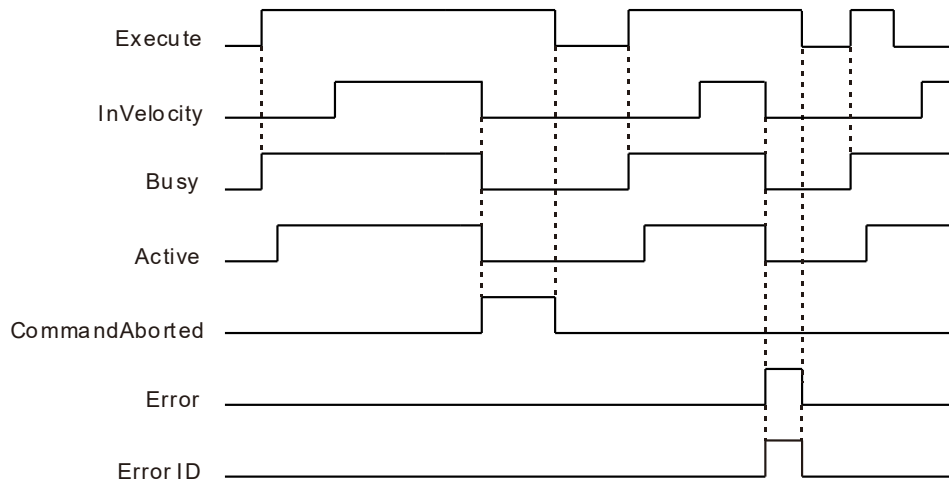 Execute
InVelocity
Busy
Active
CommandAborted
Error
Error ID